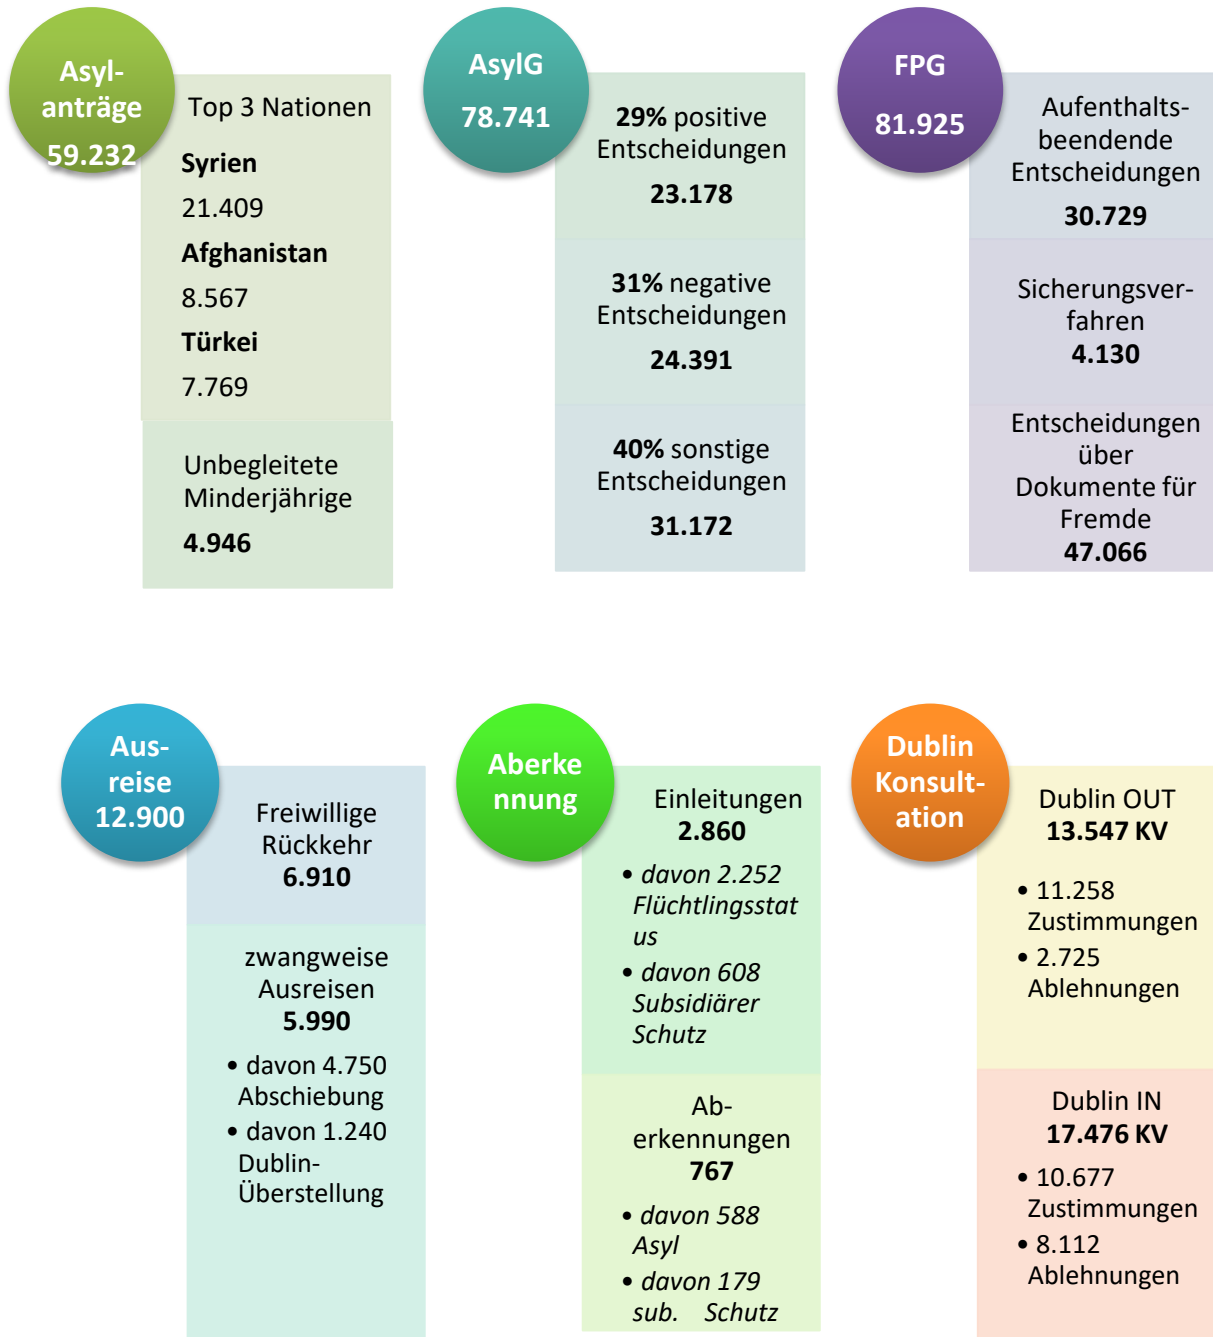 Asyl-
anträge
59.232
Top 3 Nationen
Syrien
21.409
Afghanistan
8.567
Türkei
7.769
Unbegleitete
Minderjährige
4.946
AsylG
78.741
29% positive
Entscheidungen
23.178
31% negative
Entscheidungen
24.391
40% sonstige
Entscheidungen
31.172
FPG
81.925
Aufenthalts-
beendende
Entscheidungen
30.729
Sicherungsver-
fahren
4.130
Entscheidungen
über
Dokumente für
Fremde
47.066
Aus-
reise
12.900
Freiwillige
Rückkehr
6.910
zwangweise
Ausreisen
5.990
• davon 4.750
Abschiebung
• davon 1.240
Dublin-
Überstellung
Aberke
nnung
Einleitungen
2.860
• davon 2.252
Flüchtlingsstat
us
• davon 608
Subsidiärer
Schutz
Ab-
erkennungen
767
• davon 588
Asyl
• davon 179
sub. Schutz
Dublin
Konsult-
ation
Dublin OUT
13.547 KV
• 11.258
Zustimmungen
• 2.725
Ablehnungen
Dublin IN
17.476 KV
• 10.677
Zustimmungen
• 8.112
Ablehnungen